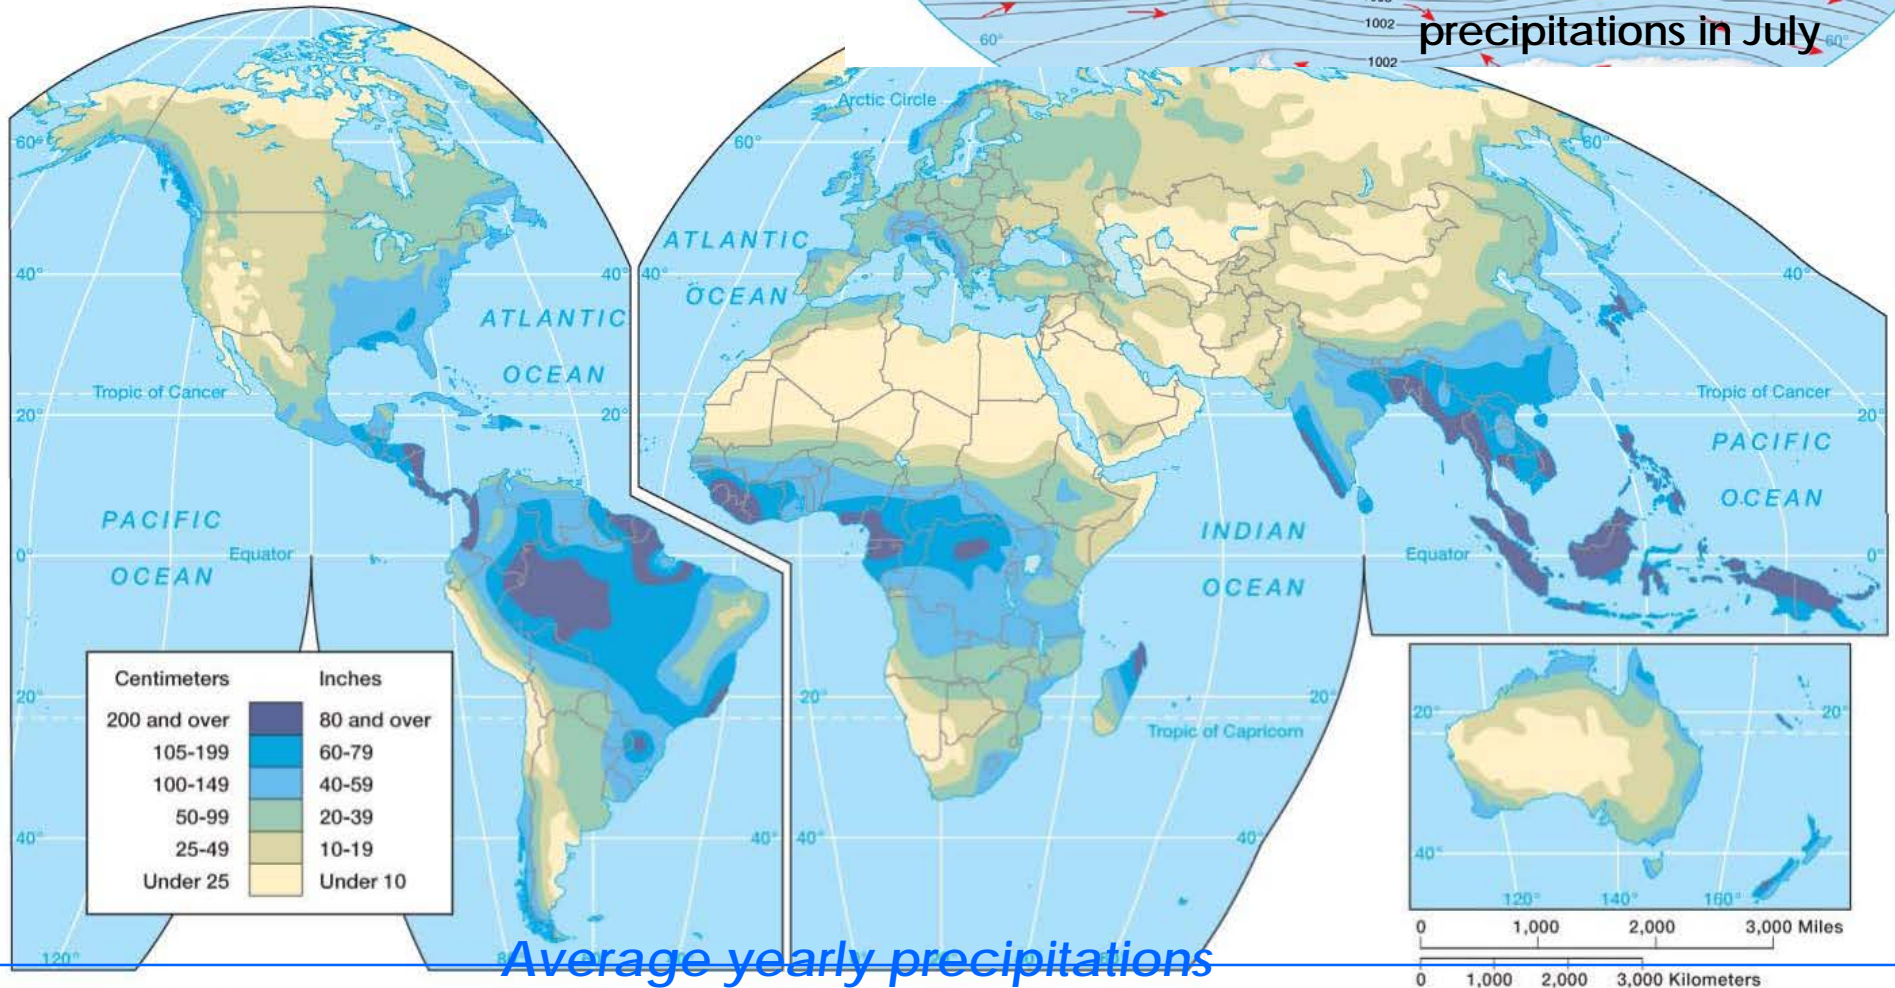 1002
60°
precipitations in July
60°
1002
Arctic Circle
60°
60°
60°
ATLANTIC
OCEAN
40°
40°
40°
40°
ATLANTIC
OCEAN
Tropic of Cancer
Tropic of Cancer
20°
20°
20°
PACIFIC
OCEAN
PACIFIC
OCEAN
INDIAN
OCEAN
0°
Equator
Equator
0°
Centimeters Inches
200 and over 80 and over
105-199 60-79
100-149 40-59
50-99 20-39
25-49 10-19
Under 25 Under 10
20°
20°
20°
Tropic of Capricorn
40°
40°
40°
40°
20°
20°
40°
120° 140° 160°
0 1,000 2,000 3,000 Miles
0 1,000 2,000 3,000 Kilometers
120°
Average yearly precipitations